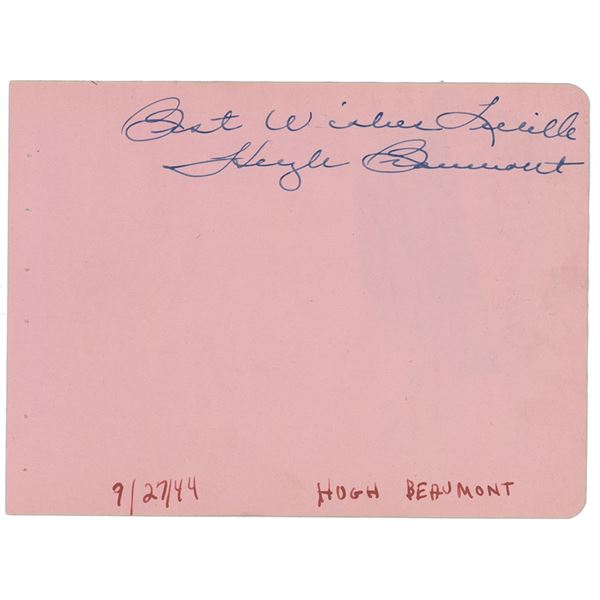 Best Wishes Lucille
Hugh Beaumont
9/27/44 HUGH BEAUMONT